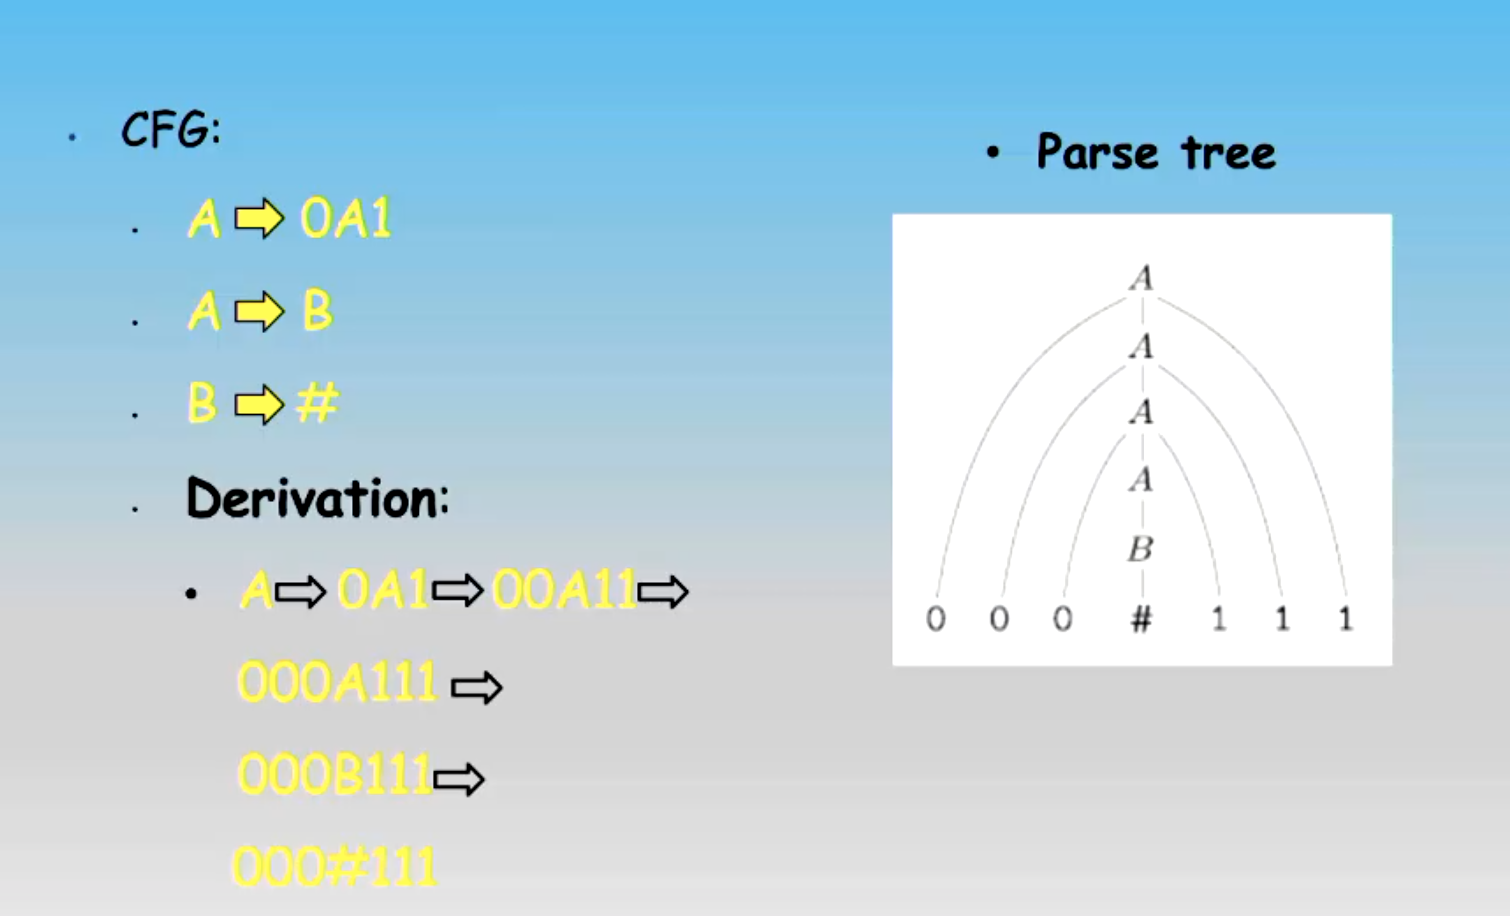 CFG:
A ⇨ 0A1
A ⇨ B
B ⇨ #
Derivation:
A⇨0A1⇨00A11⇨
000A111 ⇨
000B111⇨
000#111
Parse tree
A
A
A
A
B
0 0 0 # 1 1 1